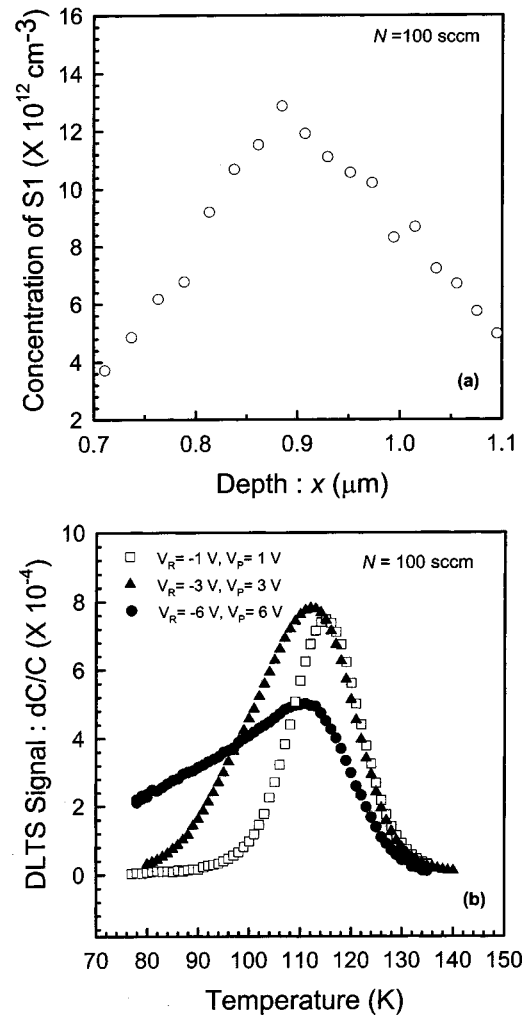 16
14
12
10
8
6
4
2
Concentration of S1 (X 10¹² cm⁻³)
N =100 sccm
(a)
0.7 0.8 0.9 1.0 1.1
Depth : x (μm)
10
8
6
4
2
0
DLTS Signal : dC/C (X 10⁻⁴)
V_R= -1 V, V_P= 1 V
V_R= -3 V, V_P= 3 V
V_R= -6 V, V_P= 6 V
N = 100 sccm
(b)
70 80 90 100 110 120 130 140 150
Temperature (K)